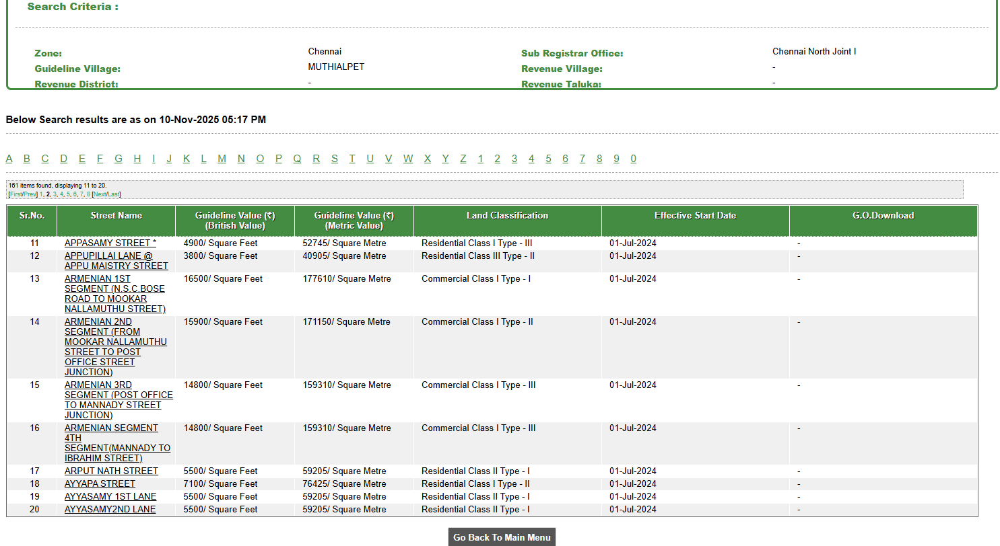 Search Criteria :
Zone: Chennai Sub Registrar Office: Chennai North Joint I
Guideline Village: MUTHIALPET Revenue Village: -
Revenue District: - Revenue Taluka: -
Below Search results are as on 10-Nov-2025 05:17 PM
A B C D E F G H I J K L M N O P Q R S T U V W X Y Z 1 2 3 4 5 6 7 8 9 0
161 items found, displaying 11 to 20.
[First/Prev] 1, 2, 3, 4, 5, 6, 7, 8 [Next/Last]
Sr.No. Street Name Guideline Value (₹) Guideline Value (₹) Land Classification Effective Start Date G.O.Download
(British Value) (Metric Value)
11 APPASAMY STREET * 4900/ Square Feet 52745/ Square Metre Residential Class I Type - III 01-Jul-2024 -
12 APPUPILLAI LANE @ 3800/ Square Feet 40905/ Square Metre Residential Class III Type - II 01-Jul-2024 -
APPU MAISTRY STREET
13 ARMENIAN 1ST 16500/ Square Feet 177610/ Square Metre Commercial Class I Type - I 01-Jul-2024 -
SEGMENT (N.S.C.BOSE
ROAD TO MOOKAR
NALLAMUTHU STREET)
14 ARMENIAN 2ND 15900/ Square Feet 171150/ Square Metre Commercial Class I Type - II 01-Jul-2024 -
SEGMENT (FROM
MOOKAR NALLAMUTHU
STREET TO POST
OFFICE STREET
JUNCTION)
15 ARMENIAN 3RD 14800/ Square Feet 159310/ Square Metre Commercial Class I Type - III 01-Jul-2024 -
SEGMENT (POST OFFICE
TO MANNADY STREET
JUNCTION)
16 ARMENIAN SEGMENT 14800/ Square Feet 159310/ Square Metre Commercial Class I Type - III 01-Jul-2024 -
4TH
SEGMENT(MANNADY TO
IBRAHIM STREET)
17 ARPUT NATH STREET 5500/ Square Feet 59205/ Square Metre Residential Class II Type - I 01-Jul-2024 -
18 AYYAPA STREET 7100/ Square Feet 76425/ Square Metre Residential Class I Type - II 01-Jul-2024 -
19 AYYASAMY 1ST LANE 5500/ Square Feet 59205/ Square Metre Residential Class II Type - I 01-Jul-2024 -
20 AYYASAMY2ND LANE 5500/ Square Feet 59205/ Square Metre Residential Class II Type - I 01-Jul-2024 -
Go Back To Main Menu